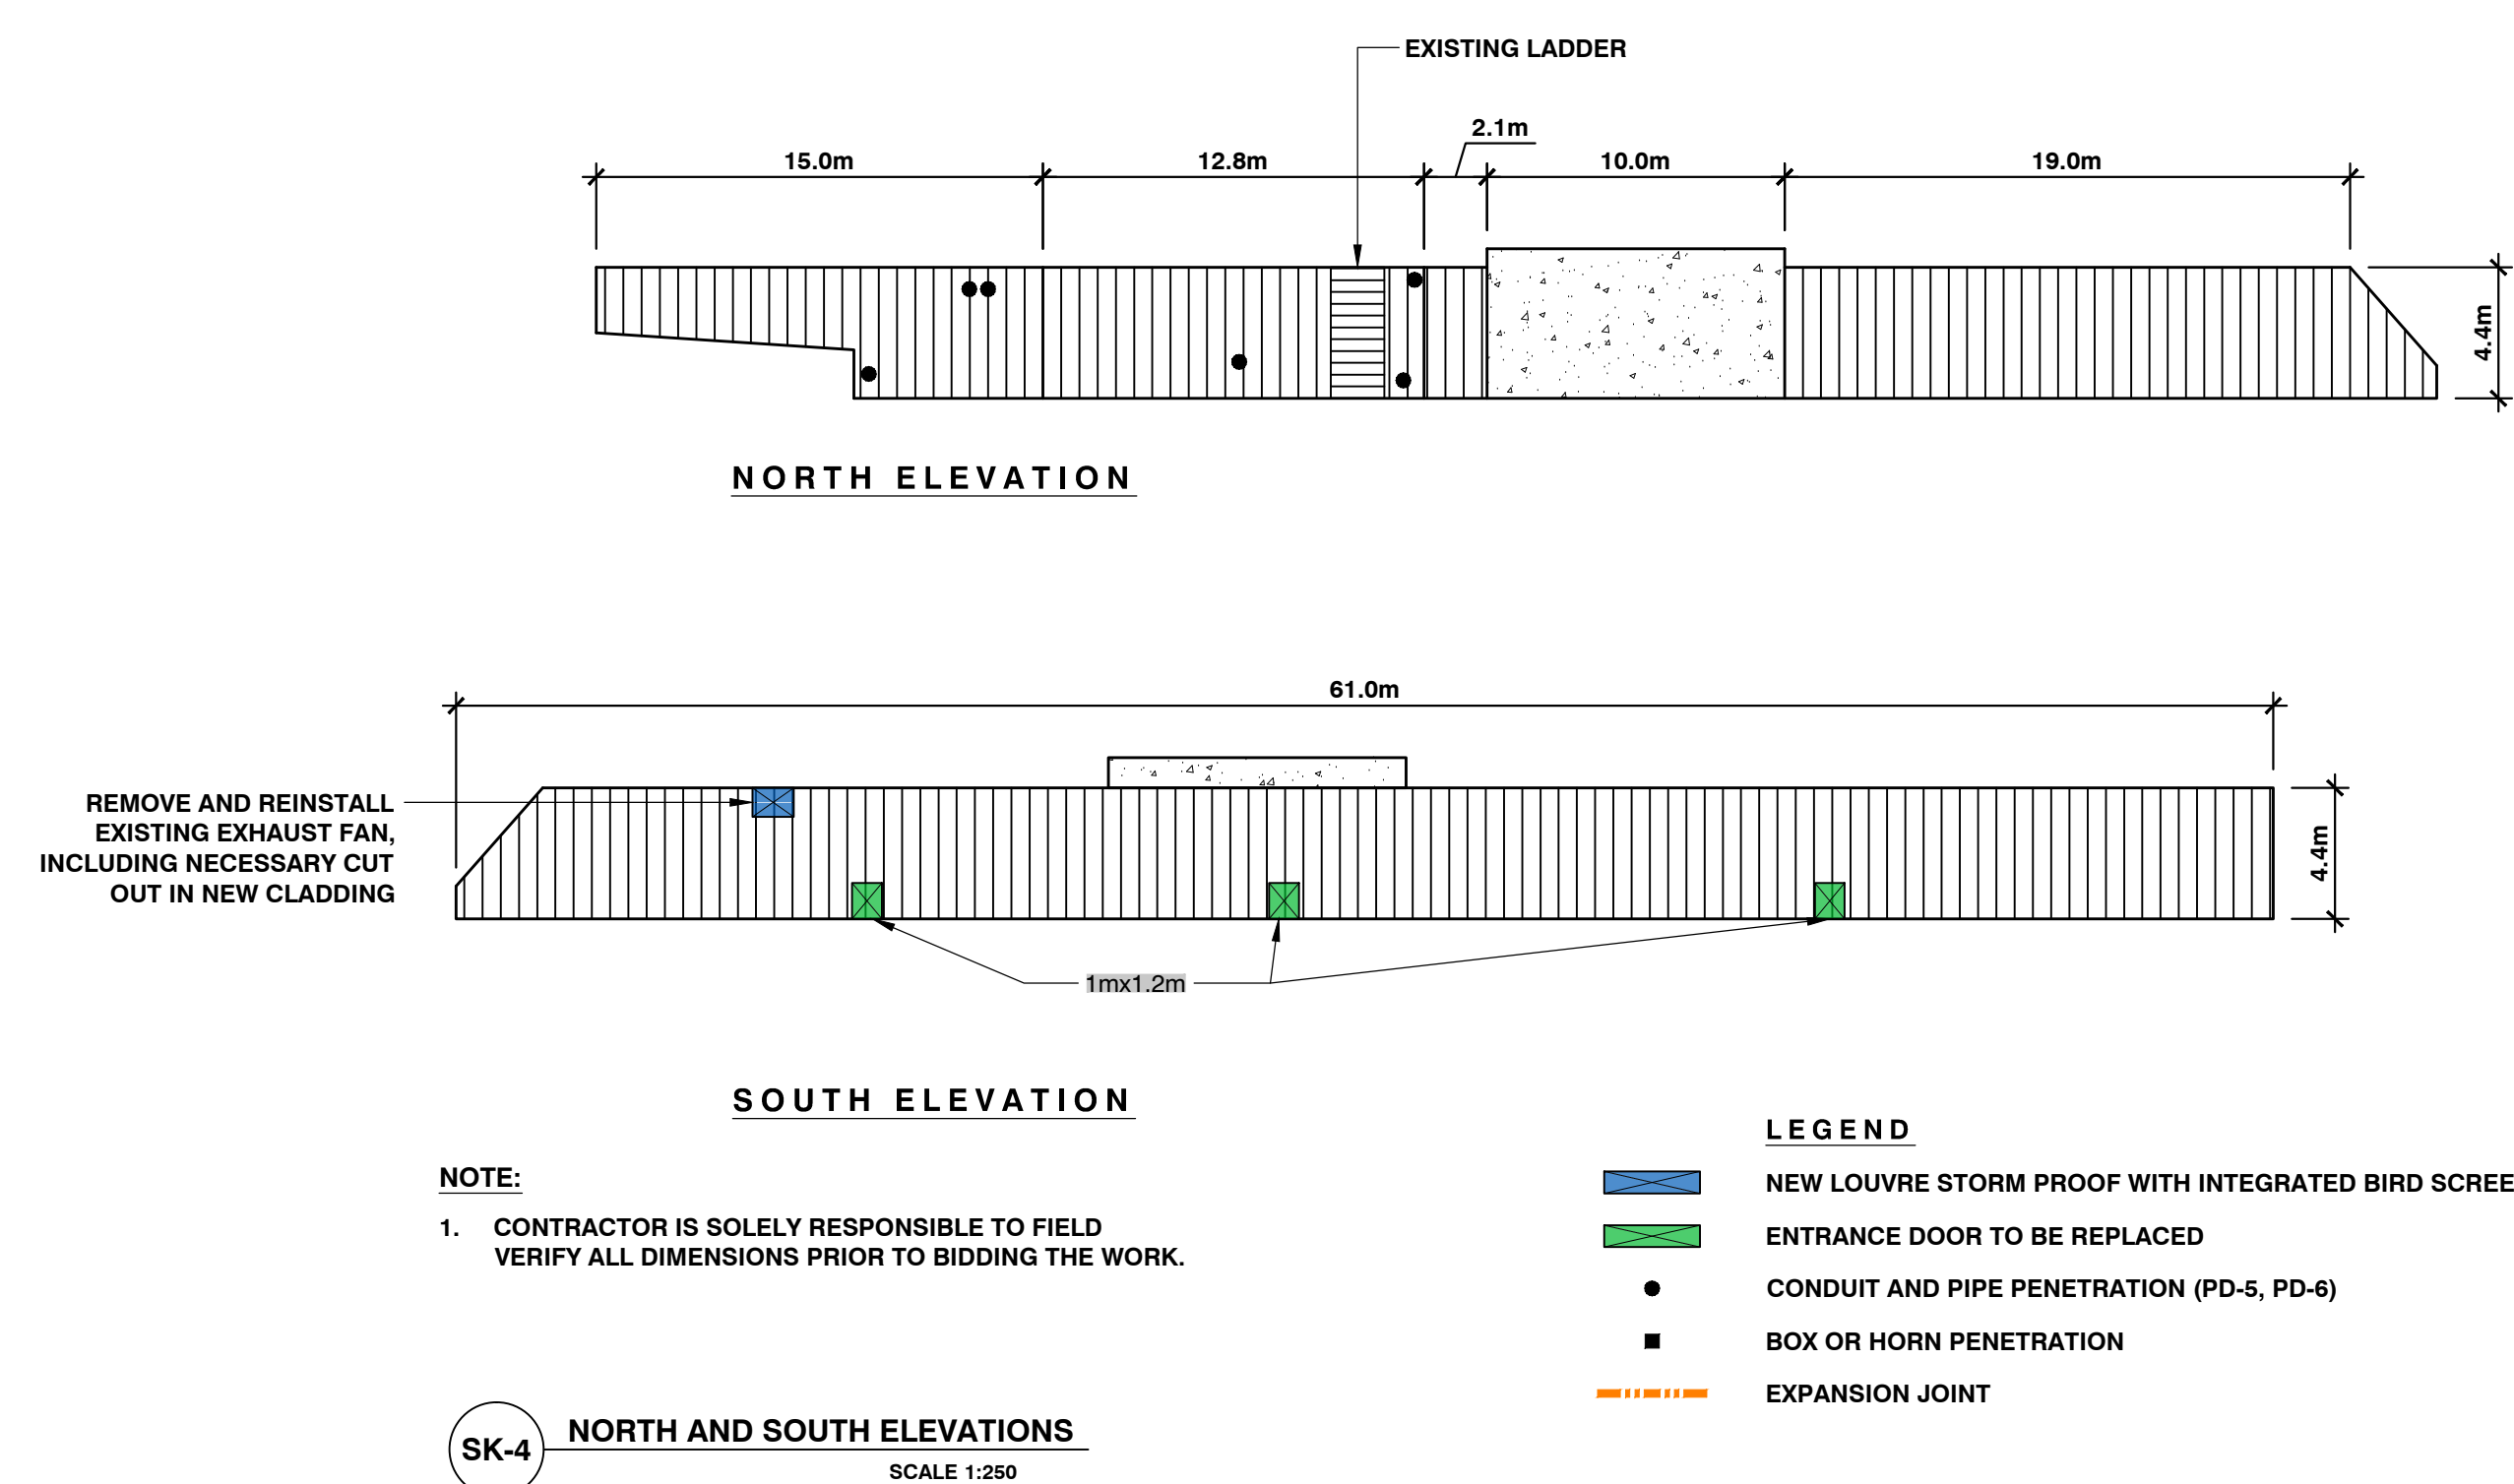 EXISTING LADDER
2.1m
15.0m
12.8m
10.0m
19.0m
4.4m
NORTH ELEVATION
61.0m
REMOVE AND REINSTALL
EXISTING EXHAUST FAN,
INCLUDING NECESSARY CUT
OUT IN NEW CLADDING
4.4m
1mx1.2m
SOUTH ELEVATION
LEGEND
NEW LOUVRE STORM PROOF WITH INTEGRATED BIRD SCREE
ENTRANCE DOOR TO BE REPLACED
CONDUIT AND PIPE PENETRATION (PD-5, PD-6)
BOX OR HORN PENETRATION
EXPANSION JOINT
NOTE:
1. CONTRACTOR IS SOLELY RESPONSIBLE TO FIELD
VERIFY ALL DIMENSIONS PRIOR TO BIDDING THE WORK.
SK-4
NORTH AND SOUTH ELEVATIONS
SCALE 1:250